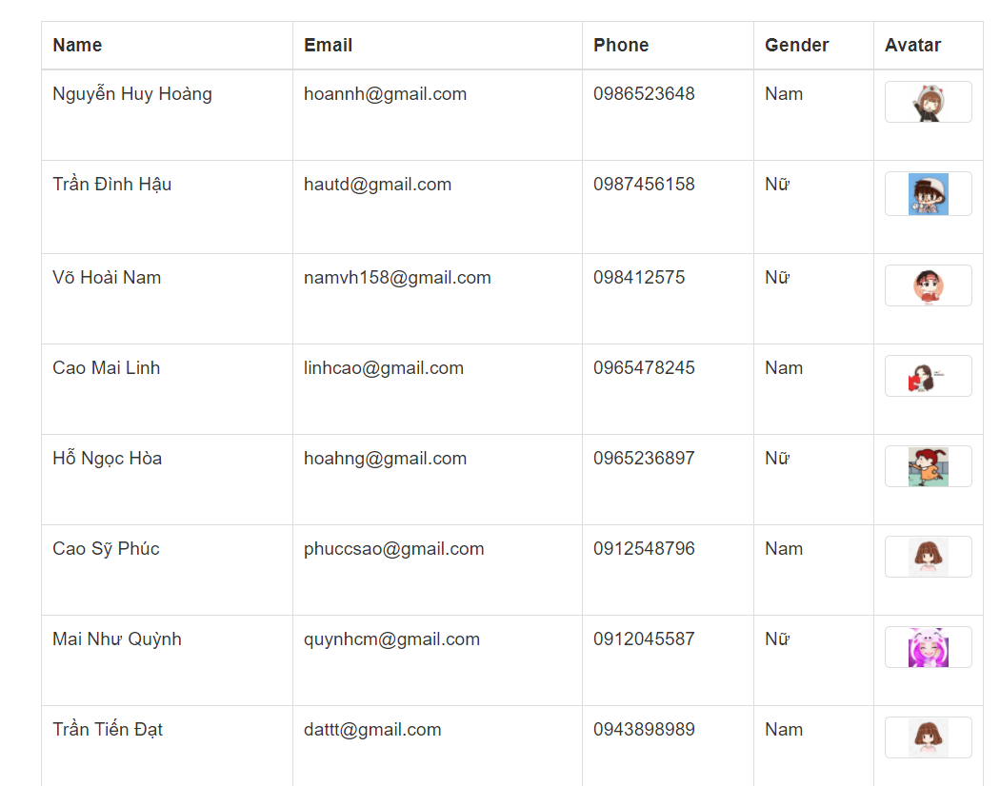 Name Email Phone Gender Avatar
Nguyễn Huy Hoàng hoannh@gmail.com 0986523648 Nam
Trần Đình Hậu hautd@gmail.com 0987456158 Nữ
Võ Hoài Nam namvh158@gmail.com 098412575 Nữ
Cao Mai Linh linhcao@gmail.com 0965478245 Nam
Hỗ Ngọc Hòa hoahng@gmail.com 0965236897 Nữ
Cao Sỹ Phúc phuccsao@gmail.com 0912548796 Nam
Mai Như Quỳnh quynhcm@gmail.com 0912045587 Nữ
Trần Tiến Đạt dattt@gmail.com 0943898989 Nam